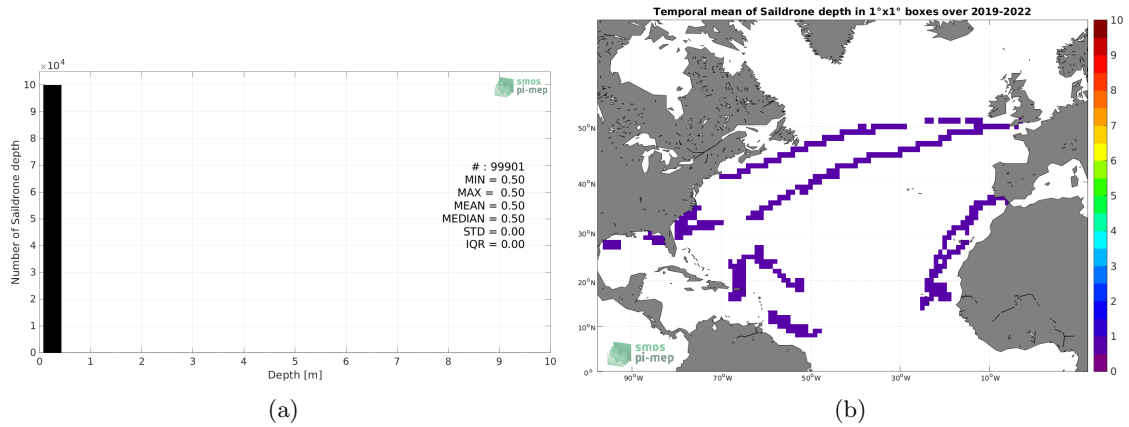 ×10⁴
10
9
8
7
6
5
4
3
2
1
0
Number of Saildrone depth
smos
pi-mep
# : 99901
MIN = 0.50
MAX = 0.50
MEAN = 0.50
MEDIAN = 0.50
STD = 0.00
IQR = 0.00
0 1 2 3 4 5 6 7 8 9 10
Depth [m]
(a)
Temporal mean of Saildrone depth in 1°x1° boxes over 2019-2022
50°N
40°N
30°N
20°N
10°N
0°
90°W 70°W 50°W 30°W 10°W
smos
pi-mep
10
9
8
7
6
5
4
3
2
1
0
(b)